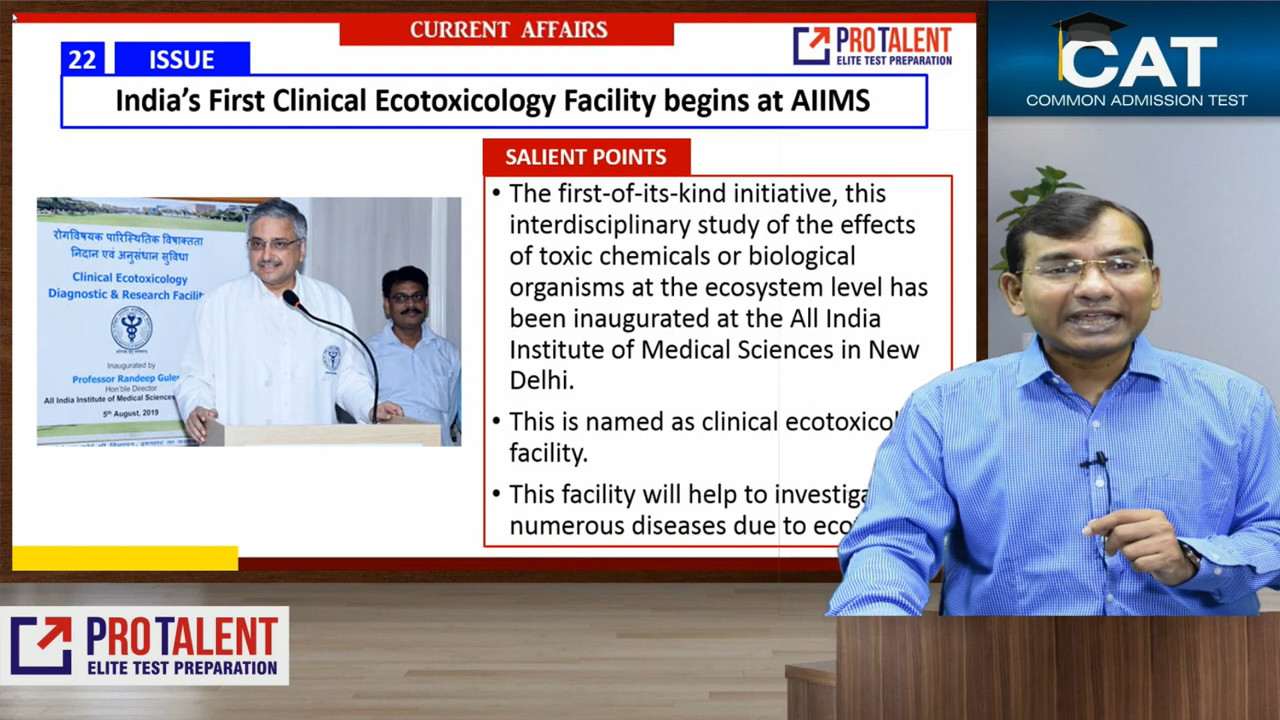 CURRENT AFFAIRS
PROTALENT
ELITE TEST PREPARATION
22 ISSUE
India's First Clinical Ecotoxicology Facility begins at AIIMS
SALIENT POINTS
• The first-of-its-kind initiative, this
interdisciplinary study of the effects
of toxic chemicals or biological
organisms at the ecosystem level has
been inaugurated at the All India
Institute of Medical Sciences in New
Delhi.
• This is named as clinical ecotoxicol
facility.
• This facility will help to investiga
numerous diseases due to eco
रोगविषयक पारिस्थितिक विषाक्तता
निदान एवं अनुसंधान सुविधा
Clinical Ecotoxicology
Diagnostic & Research Facilit
Inaugurated by
Professor Randeep Guler
Hon'ble Director
All India Institute of Medical Sciences
5th August, 2019
CAT
COMMON ADMISSION TEST
PROTALENT
ELITE TEST PREPARATION